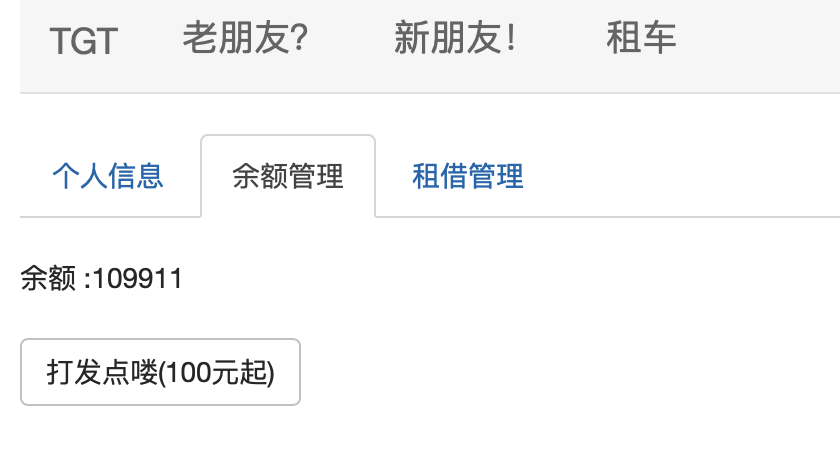 TGT 老朋友? 新朋友！ 租车
个人信息 余额管理 租借管理
余额 :109911
打发点喽(100元起)